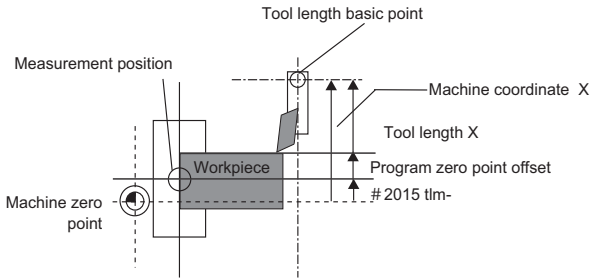 Tool length basic point
Measurement position
Machine coordinate X
Tool length X
Workpiece
Program zero point offset
#2015 tlm-
Machine zero
point